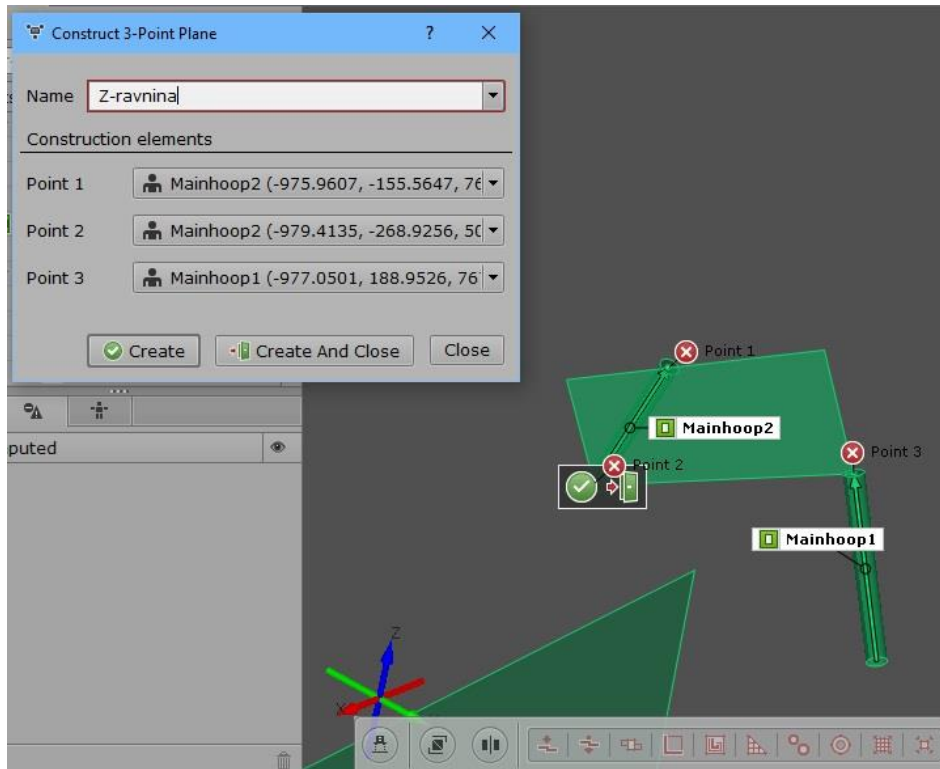 Construct 3-Point Plane
?
Name Z-ravnina
Construction elements
Point 1 Mainhoop2 (-975.9607, -155.5647, 76
Point 2 Mainhoop2 (-979.4135, -268.9256, 50
Point 3 Mainhoop1 (-977.0501, 188.9526, 76
Create Create And Close Close
puted
Point 1
Mainhoop2
Point 2
Point 3
Mainhoop1
Z
X